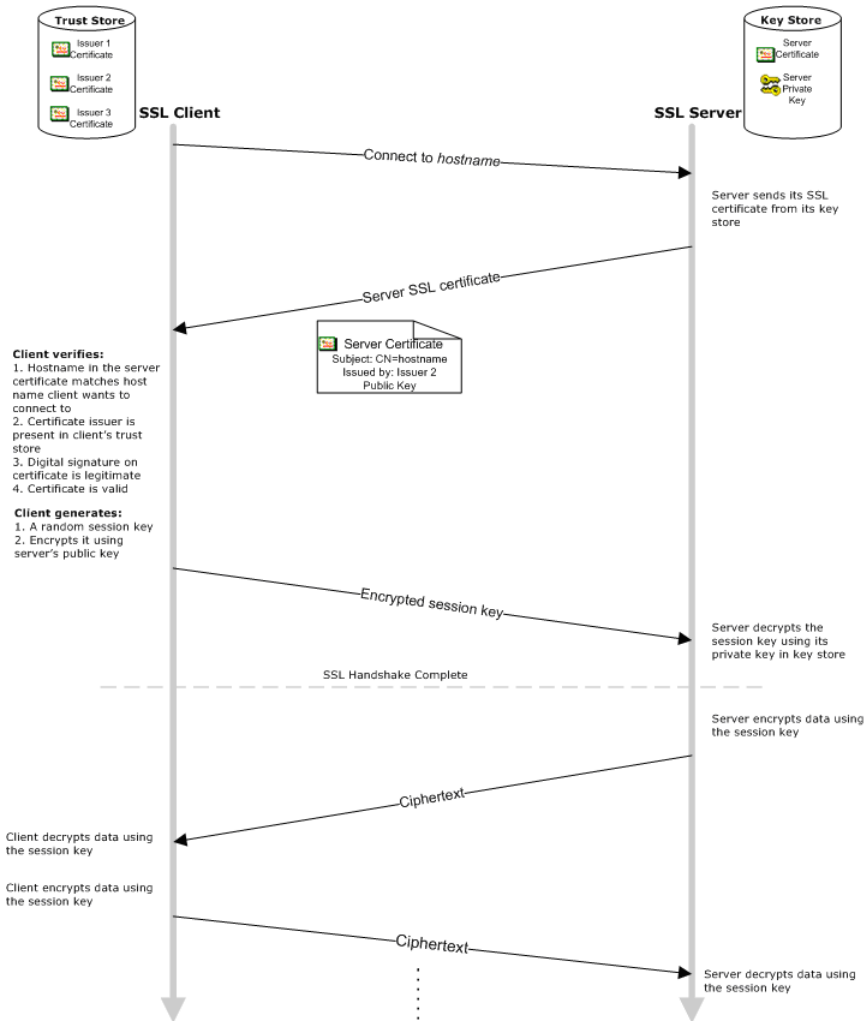 Trust Store
Issuer 1
Certificate
Issuer 2
Certificate
Issuer 3
Certificate
Key Store
Server
Certificate
Server
Private
Key
SSL Client
SSL Server
Connect to hostname
Server sends its SSL
certificate from its key
store
Server SSL certificate
Server Certificate
Subject: CN=hostname
Issued by: Issuer 2
Public Key
Client verifies:
1. Hostname in the server
certificate matches host
name client wants to
connect to
2. Certificate issuer is
present in client's trust
store
3. Digital signature on
certificate is legitimate
4. Certificate is valid
Client generates:
1. A random session key
2. Encrypts it using
server's public key
Encrypted session key
Server decrypts the
session key using its
private key in key store
SSL Handshake Complete
Server encrypts data using
the session key
Ciphertext
Client decrypts data using
the session key
Client encrypts data using
the session key
Ciphertext
Server decrypts data using
the session key